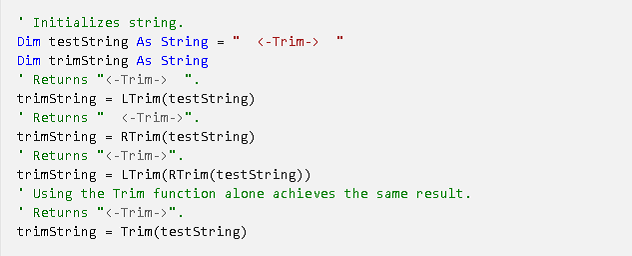 ' Initializes string.
Dim testString As String = "  <-Trim->  "
Dim trimString As String
' Returns "<-Trim->  ".
trimString = LTrim(testString)
' Returns "  <-Trim->".
trimString = RTrim(testString)
' Returns "<-Trim->".
trimString = LTrim(RTrim(testString))
' Using the Trim function alone achieves the same result.
' Returns "<-Trim->".
trimString = Trim(testString)